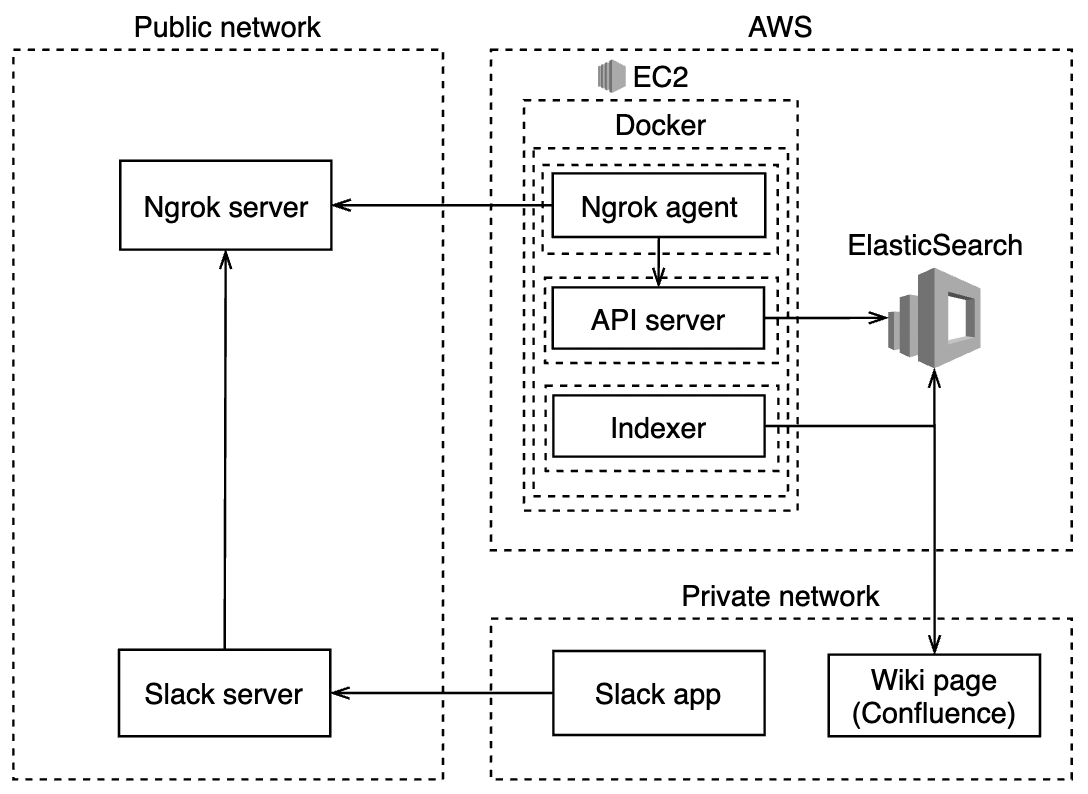 Public network
AWS
EC2
Docker
Ngrok server
Ngrok agent
ElasticSearch
API server
Indexer
Private network
Slack server
Slack app
Wiki page
(Confluence)